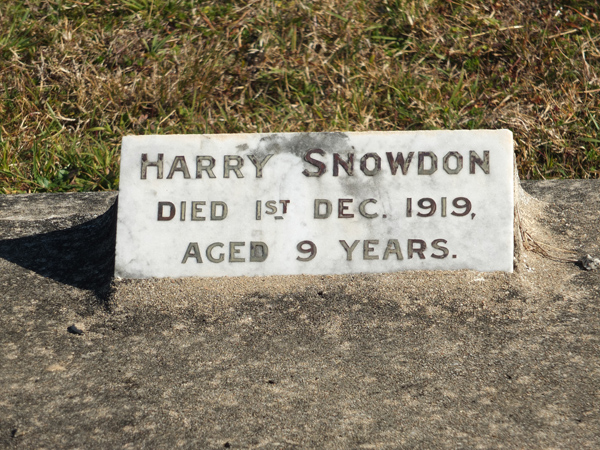 HARRY SNOWDON
DIED 1ST DEC. 1919,
AGED 9 YEARS.